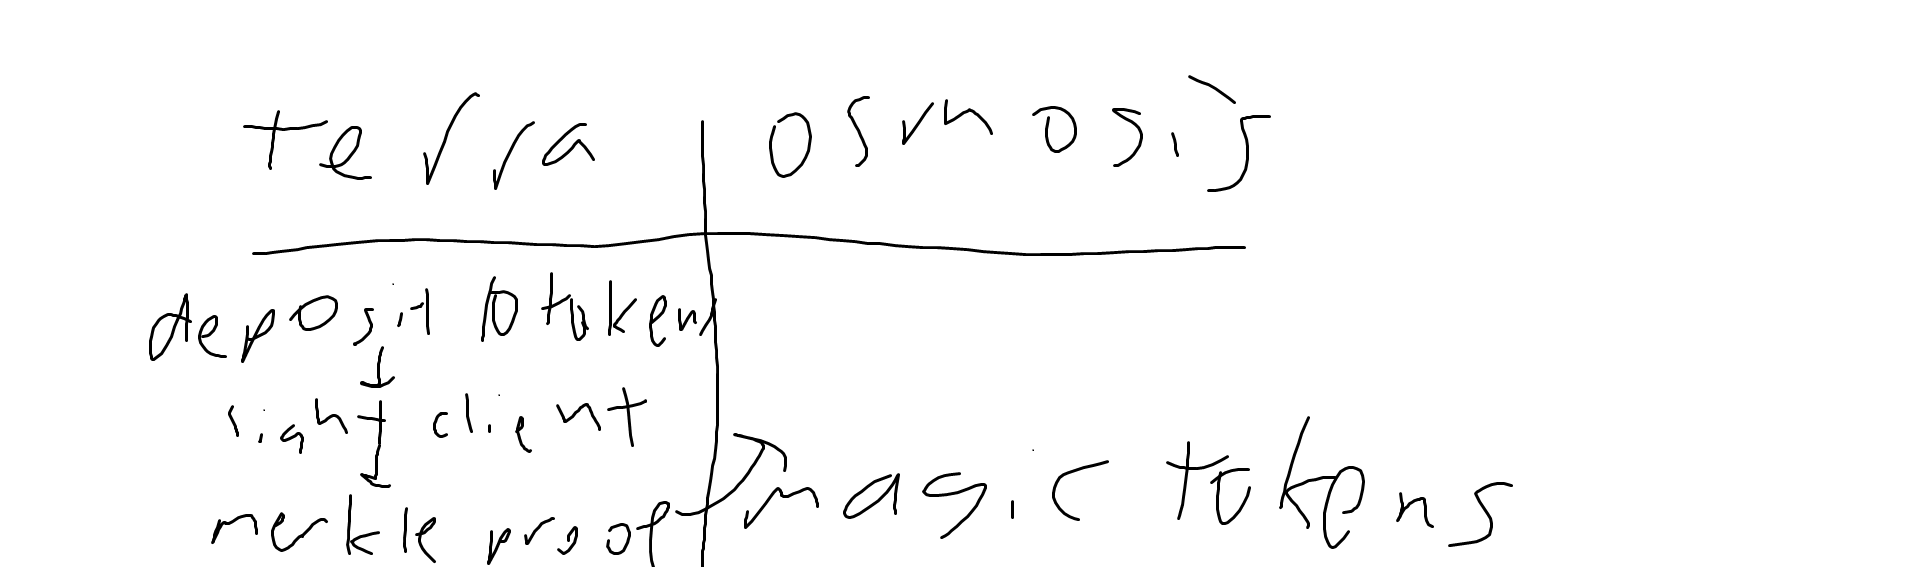 terra osmosis
deposit 10 tokens
light client
merkle proof magic tokens